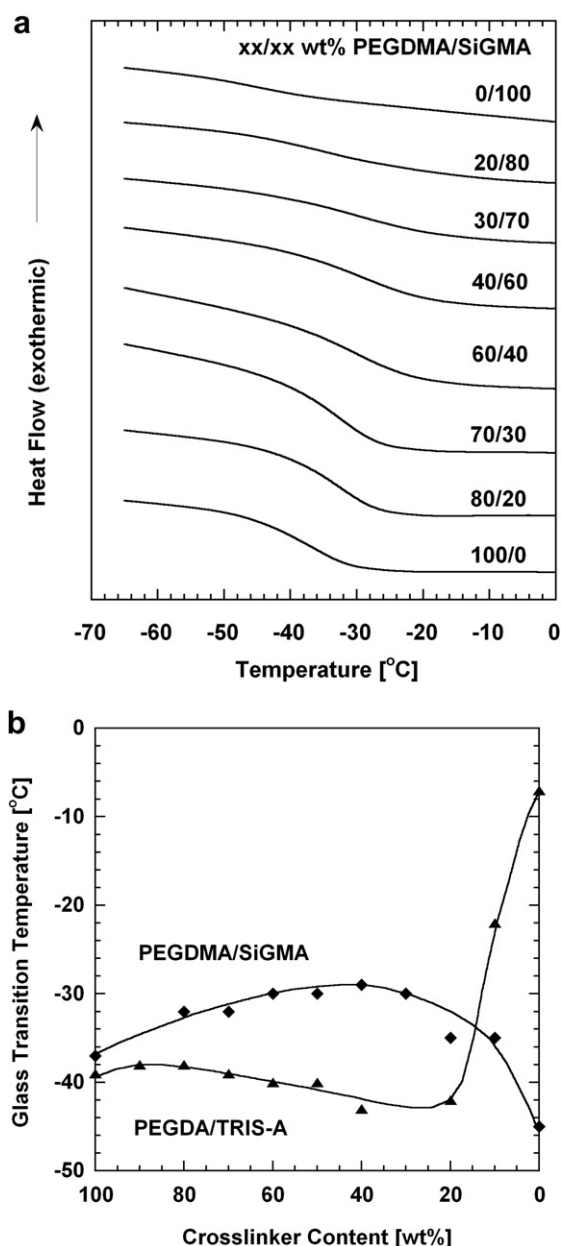 a
xx/xx wt% PEGDMA/SiGMA
0/100
20/80
30/70
40/60
60/40
70/30
80/20
100/0
Heat Flow (exothermic)
-70 -60 -50 -40 -30 -20 -10 0
Temperature [°C]
b
0
-10
-20
-30
-40
-50
Glass Transition Temperature [°C]
PEGDMA/SiGMA
PEGDA/TRIS-A
100 80 60 40 20 0
Crosslinker Content [wt%]